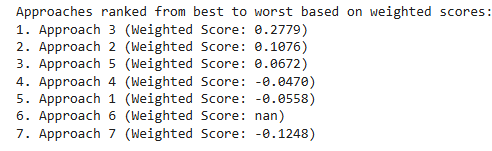 Approaches ranked from best to worst based on weighted scores:
1. Approach 3 (Weighted Score: 0.2779)
2. Approach 2 (Weighted Score: 0.1076)
3. Approach 5 (Weighted Score: 0.0672)
4. Approach 4 (Weighted Score: -0.0470)
5. Approach 1 (Weighted Score: -0.0558)
6. Approach 6 (Weighted Score: nan)
7. Approach 7 (Weighted Score: -0.1248)